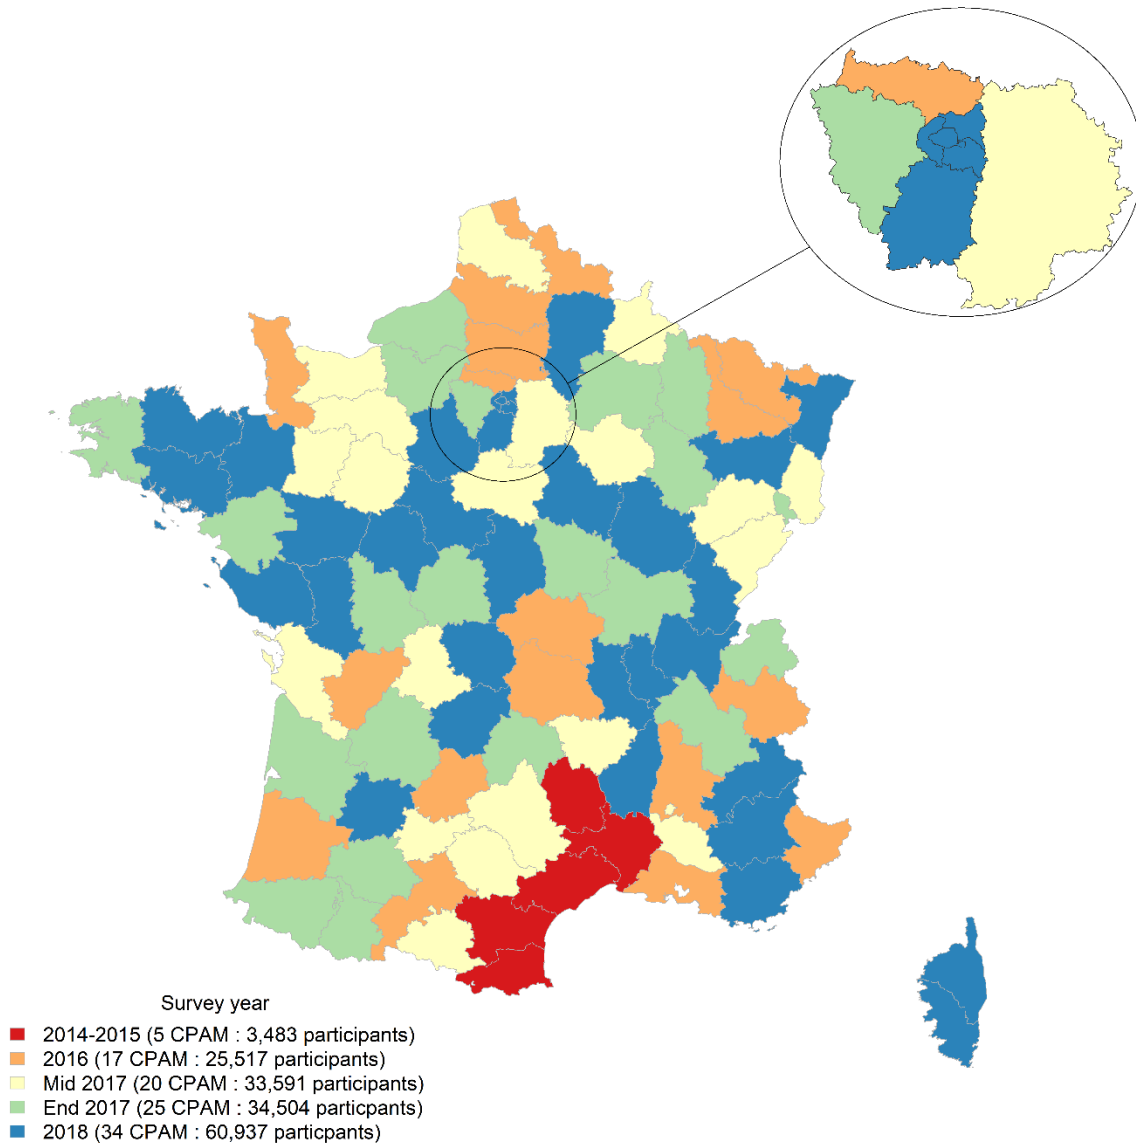 Survey year
2014-2015 (5 CPAM : 3,483 participants)
2016 (17 CPAM : 25,517 participants)
Mid 2017 (20 CPAM : 33,591 participants)
End 2017 (25 CPAM : 34,504 particpants)
2018 (34 CPAM : 60,937 particpants)